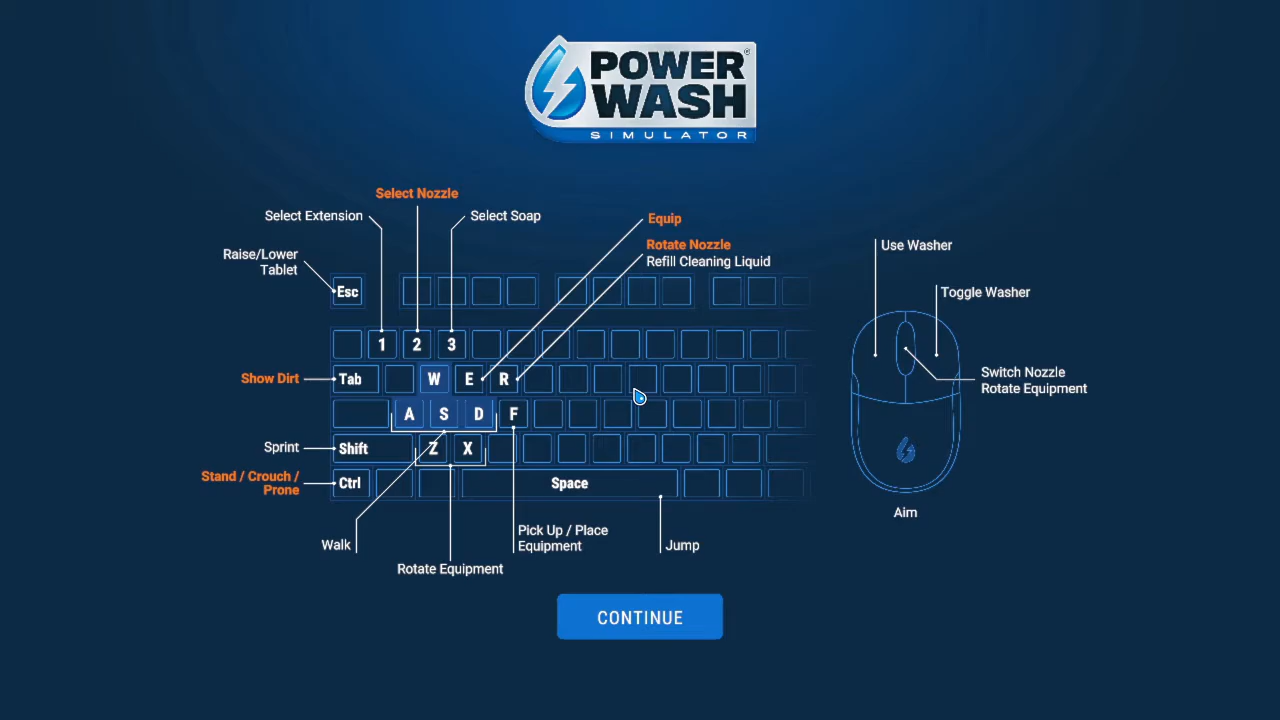 POWER®
WASH
SIMULATOR
Select Nozzle
Select Extension
Select Soap
Equip
Rotate Nozzle
Refill Cleaning Liquid
Raise/Lower
Tablet
Use Washer
Toggle Washer
Esc
1 2 3
Show Dirt
Tab W E R
Switch Nozzle
Rotate Equipment
A S D F
Sprint
Shift Z X
Stand / Crouch /
Prone
Ctrl Space
Aim
Walk
Pick Up / Place
Equipment
Jump
Rotate Equipment
CONTINUE